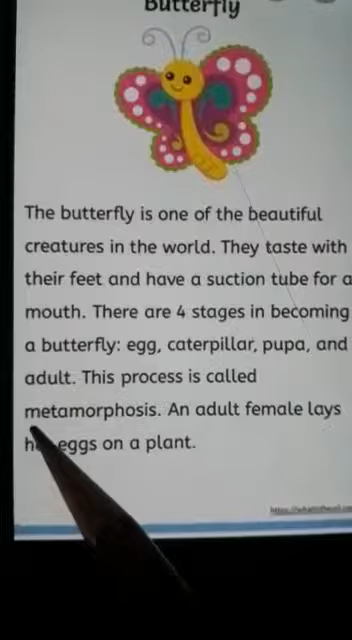 Butterfly
The butterfly is one of the beautiful
creatures in the world. They taste with
their feet and have a suction tube for a
mouth. There are 4 stages in becoming
a butterfly: egg, caterpillar, pupa, and
adult. This process is called
metamorphosis. An adult female lays
eggs on a plant.